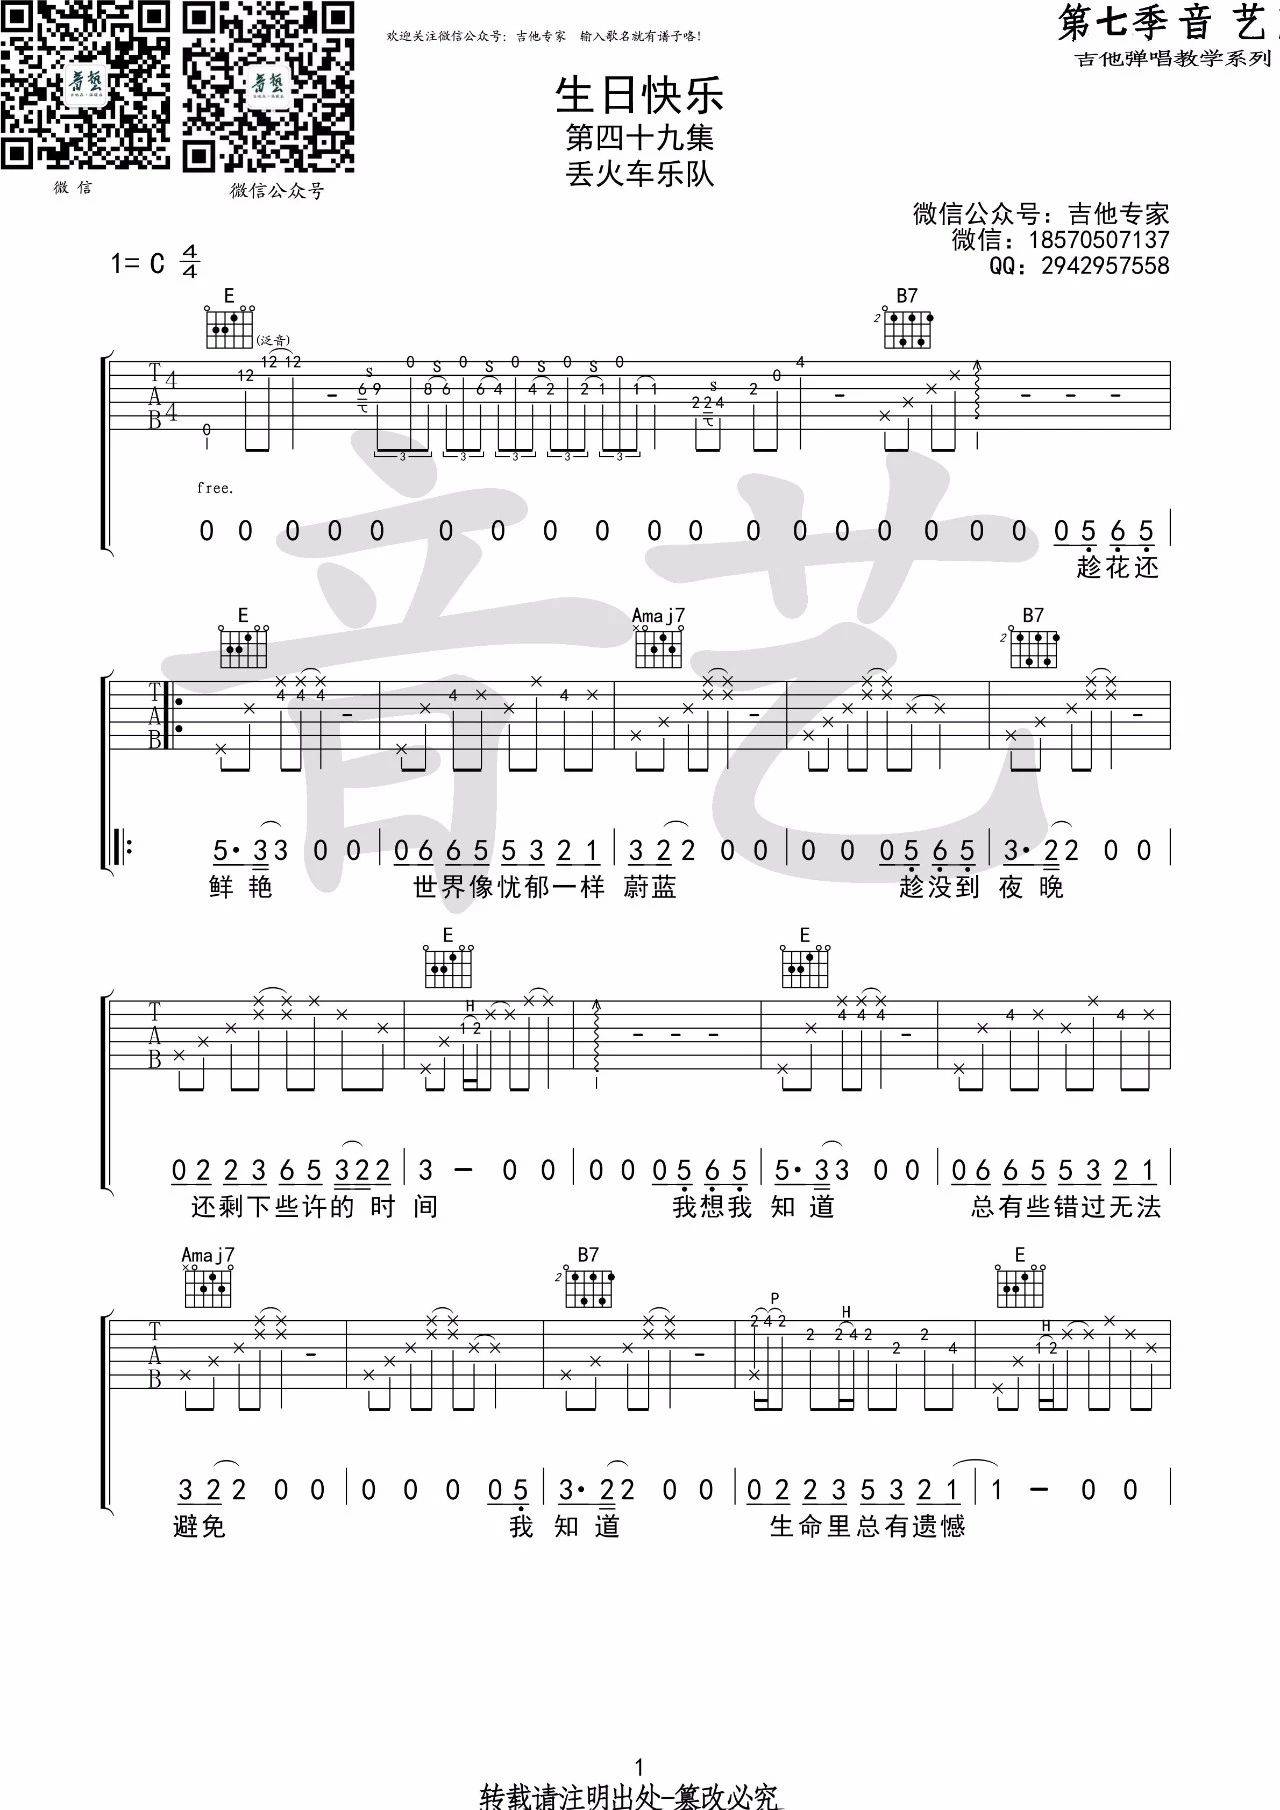 欢迎关注微信公众号：吉他专家　输入歌名就有谱子咯！
第七季音艺
吉他弹唱教学系列
生日快乐
第四十九集
丢火车乐队
微信
微信公众号
微信公众号：吉他专家
微信：18570507137
QQ：2942957558
1= C 4/4
E B7
(泛音)
free.
0 0 0 0 0 0 0 0 0 0 0 0 0 0 0 0 0 0 0 5 6 5
趁花还
E Amaj7 B7
5· 3 3 0 0 0 6 6 5 5 3 2 1 3 2 2 0 0 0 0 0 5 6 5 3· 2 2 0 0
鲜艳 世界像忧郁一样蔚蓝 趁没到夜晚
E E
H
0 2 2 3 6 5 3 2 2 3 — 0 0 0 0 0 5 6 5 5· 3 3 0 0 0 6 6 5 5 3 2 1
还剩下些许的时间 我想我知道 总有些错过无法
Amaj7 B7 E
P H H
3 2 2 0 0 0 0 0 0 5 3· 2 2 0 0 0 2 2 3 5 3 2 1 1 — 0 0
避免 我知道 生命里总有遗憾
音艺
1
转载请注明出处-篡改必究